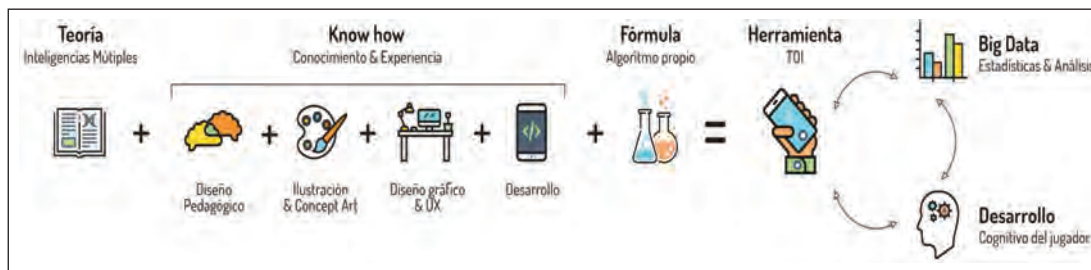 Teoría
Inteligencias Mútiples
Know how
Conocimiento & Experiencia
Fórmula
Algoritmo propio
Herramienta
TOI
Big Data
Estadísticas & Análisis
+
+
+
+
+
=
</>
Diseño
Pedagógico
Ilustración
& Concept Art
Diseño gráfico
& UX
Desarrollo
Desarrollo
Cognitivo del jugador